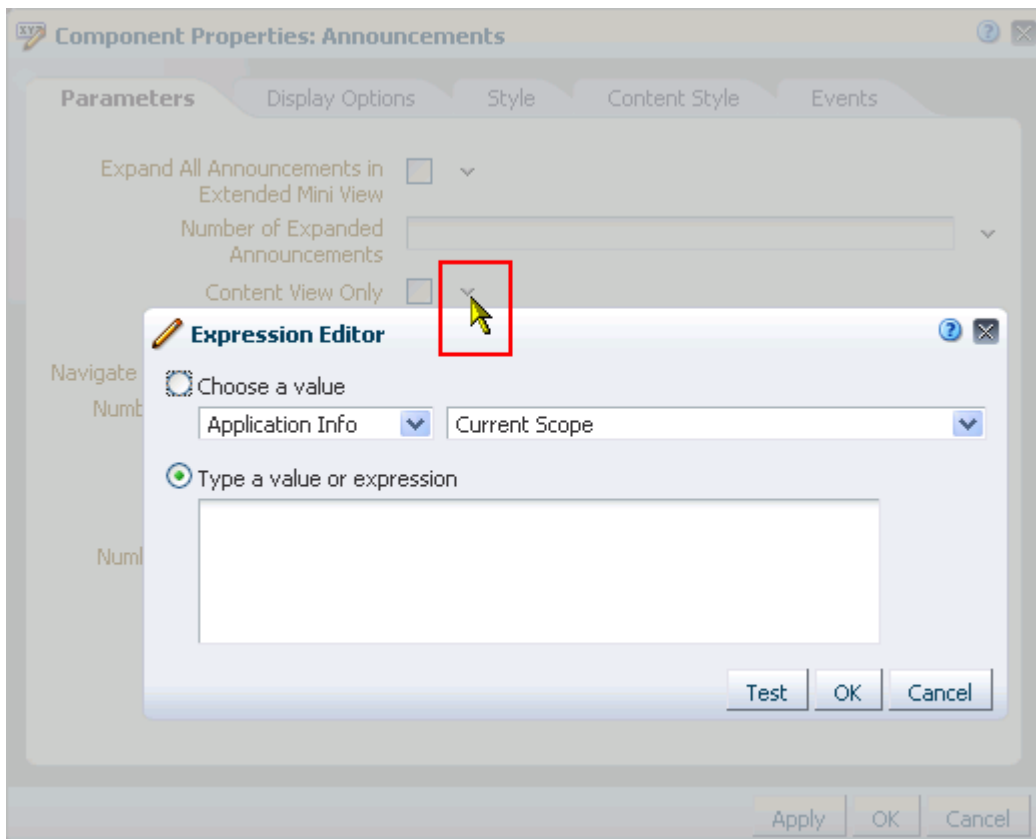 Component Properties: Announcements
Parameters Display Options Style Content Style Events
Expand All Announcements in
Extended Mini View
Number of Expanded
Announcements
Content View Only
Expression Editor
Navigate
Choose a value
Application Info Current Scope
Type a value or expression
Test OK Cancel
Apply OK Cancel